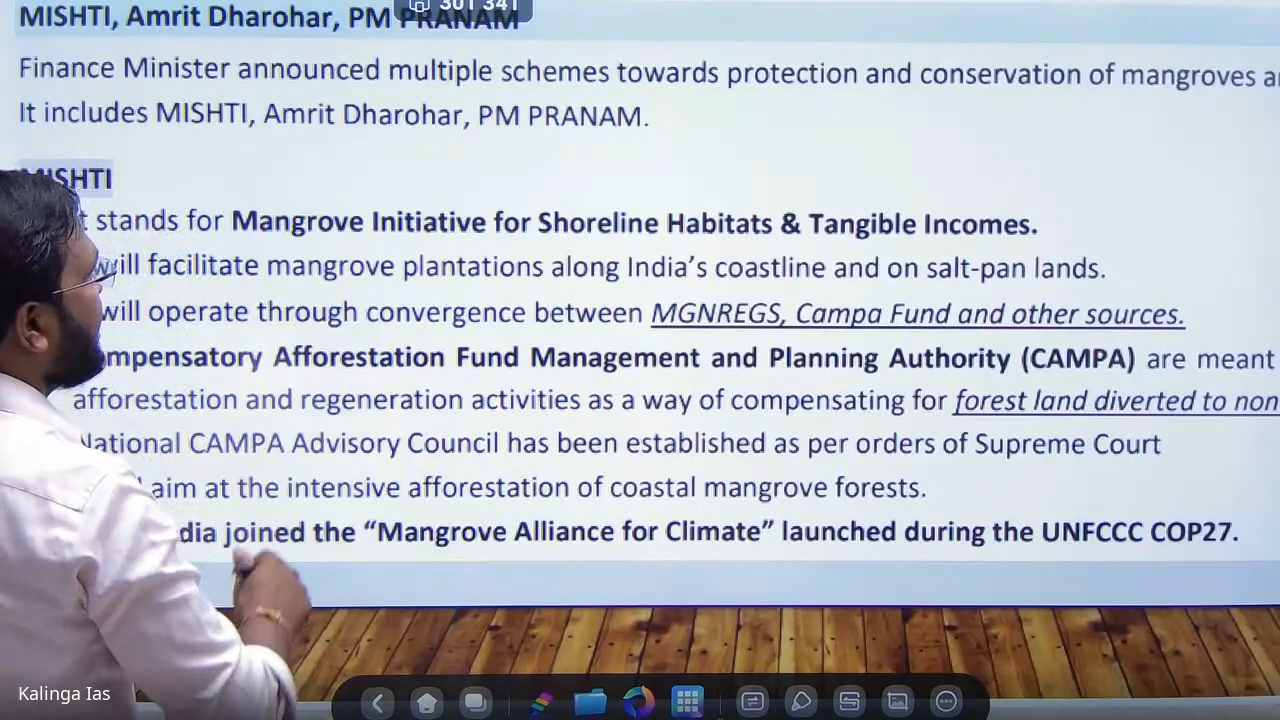 MISHTI, Amrit Dharohar, PM PRANAM
301 341
Finance Minister announced multiple schemes towards protection and conservation of mangroves
It includes MISHTI, Amrit Dharohar, PM PRANAM.
MISHTI
stands for Mangrove Initiative for Shoreline Habitats & Tangible Incomes.
will facilitate mangrove plantations along India’s coastline and on salt-pan lands.
will operate through convergence between MGNREGS, Campa Fund and other sources.
ompensatory Afforestation Fund Management and Planning Authority (CAMPA) are meant
afforestation and regeneration activities as a way of compensating for forest land diverted to non
National CAMPA Advisory Council has been established as per orders of Supreme Court
aim at the intensive afforestation of coastal mangrove forests.
dia joined the “Mangrove Alliance for Climate” launched during the UNFCCC COP27.
Kalinga Ias